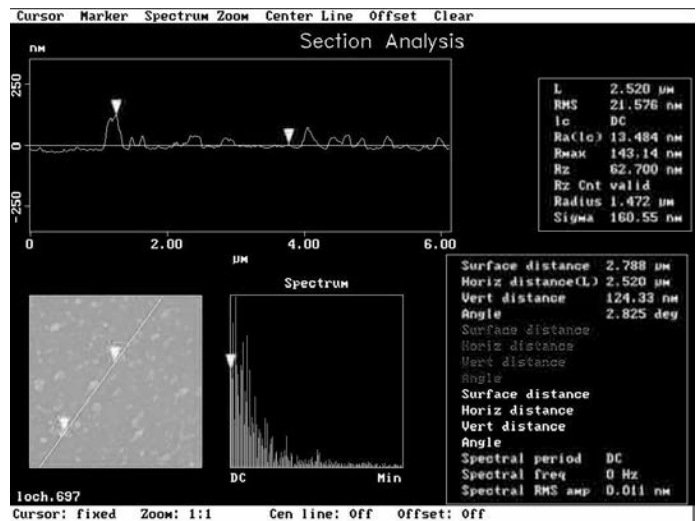 Cursor Marker Spectrum Zoom Center Line Offset Clear
Section Analysis
nM
250
0
-250
0 2.00 4.00 6.00
µM
L 2.520 µM
RMS 21.576 nM
lc DC
Ra(lc) 13.484 nM
Rmax 143.14 nM
Rz 62.700 nM
Rz Cnt valid
Radius 1.472 µM
Sigma 160.55 nM
Surface distance 2.788 µM
Horiz distance(L) 2.520 µM
Vert distance 124.33 nM
Angle 2.825 deg
Surface distance
Horiz distance
Vert distance
Angle
Surface distance
Horiz distance
Vert distance
Angle
Spectral period DC
Spectral freq 0 Hz
Spectral RMS amp 0.011 nM
Spectrum
DC Min
loch.697
Cursor: fixed Zoom: 1:1 Cen line: Off Offset: Off